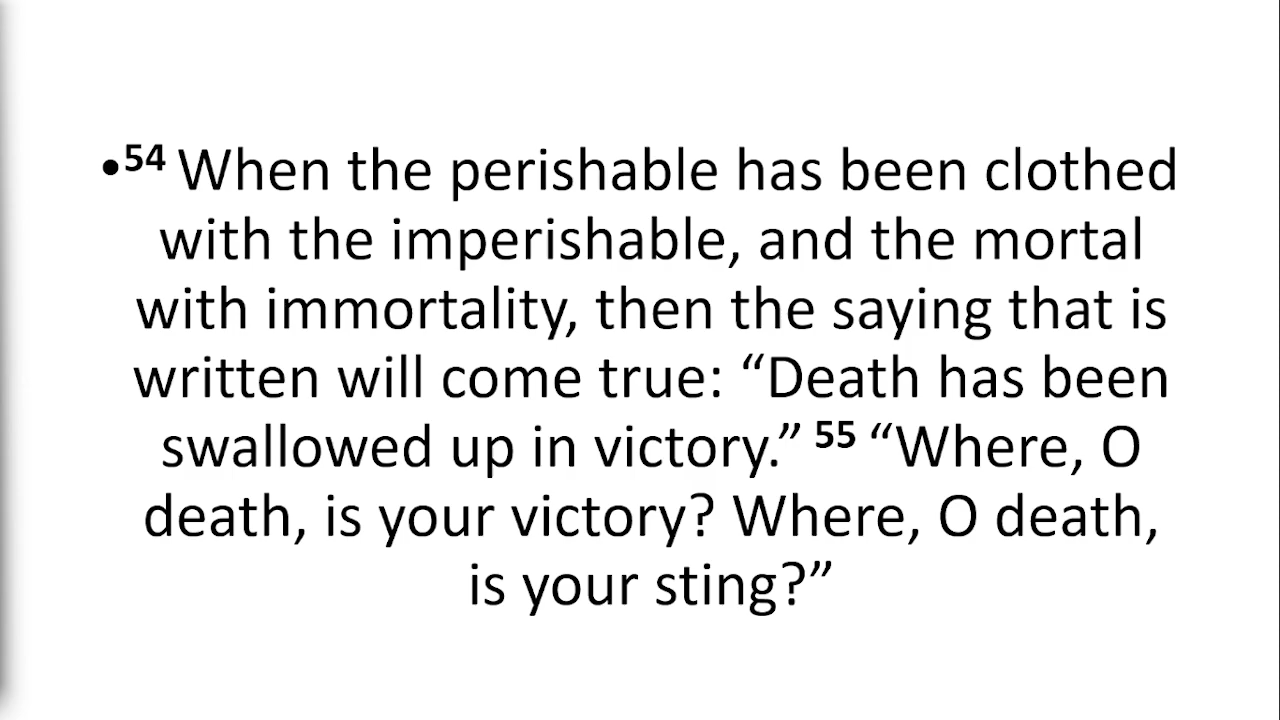 •54 When the perishable has been clothed
with the imperishable, and the mortal
with immortality, then the saying that is
written will come true: “Death has been
swallowed up in victory.” 55 “Where, O
death, is your victory? Where, O death,
is your sting?”